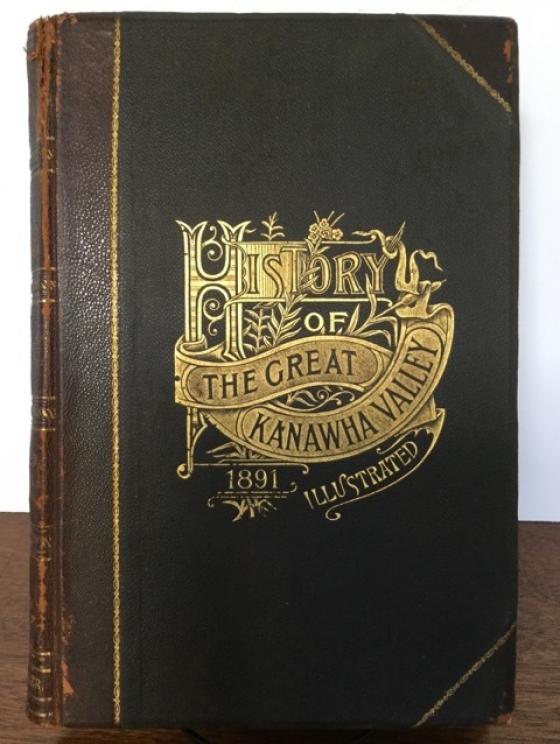 HISTORY
OF
THE GREAT
KANAWHA VALLEY
1891
ILLUSTRATED